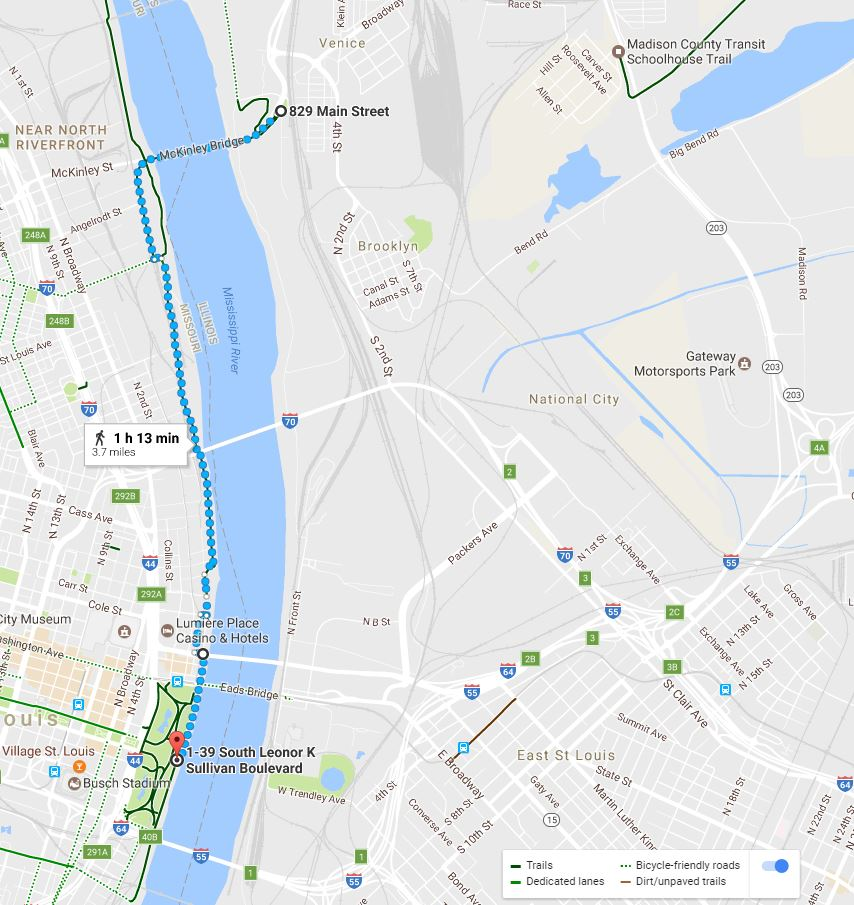 Race St
Klein A
Broadway
Venice
Madison County Transit
Schoolhouse Trail
Carver St
Roosevelt Ave
Hill St
Allen St
N 1st St
829 Main Street
4th St
NEAR NORTH
RIVERFRONT
McKinley Bridge
McKinley St
Big Bend Rd
Angelrodt St
N 2nd St
203
248A
N Broadway
N 9th St
Brooklyn
Bend Rd
70
S 7th St
Canal St
Adams St
Madison Rd
Mississippi River
ILLINOIS
MISSOURI
248B
St Louis Ave
S 2nd St
Gateway
Motorsports Park
203
203
N 2nd St
National City
70
70
1 h 13 min
3.7 miles
Blair Ave
4A
2
292B
N 14th St
N 13th St
Cass Ave
N 9th St
Packers Ave
N 1st St
Exchange Ave
Collins St
44
70
55
3
Carr St
292A
Lake Ave
Gross Ave
Cole St
55
2C
City Museum
Lumière Place
Casino & Hotels
N Front St
N B St
N 13th St
3
Exchange Ave
ashington Ave
2B
3B
N 15th St
64
N Broadway
N 4th St
Eads Bridge
55
St Clair Ave
ouis
Summit Ave
Village St. Louis
44
1-39 South Leonor K
Sullivan Boulevard
E Broadway
East St Louis
Busch Stadium
State St
64
W Trendley Ave
4th St
Gaty Ave
N 18th St
S 8th St
Martin Luther King
N 22nd St
N 24th St
64
40B
Converse Ave
S 10th St
15
291A
55
1
1
55
Bond Av
Trails
Bicycle-friendly roads
Dedicated lanes
Dirt/unpaved trails